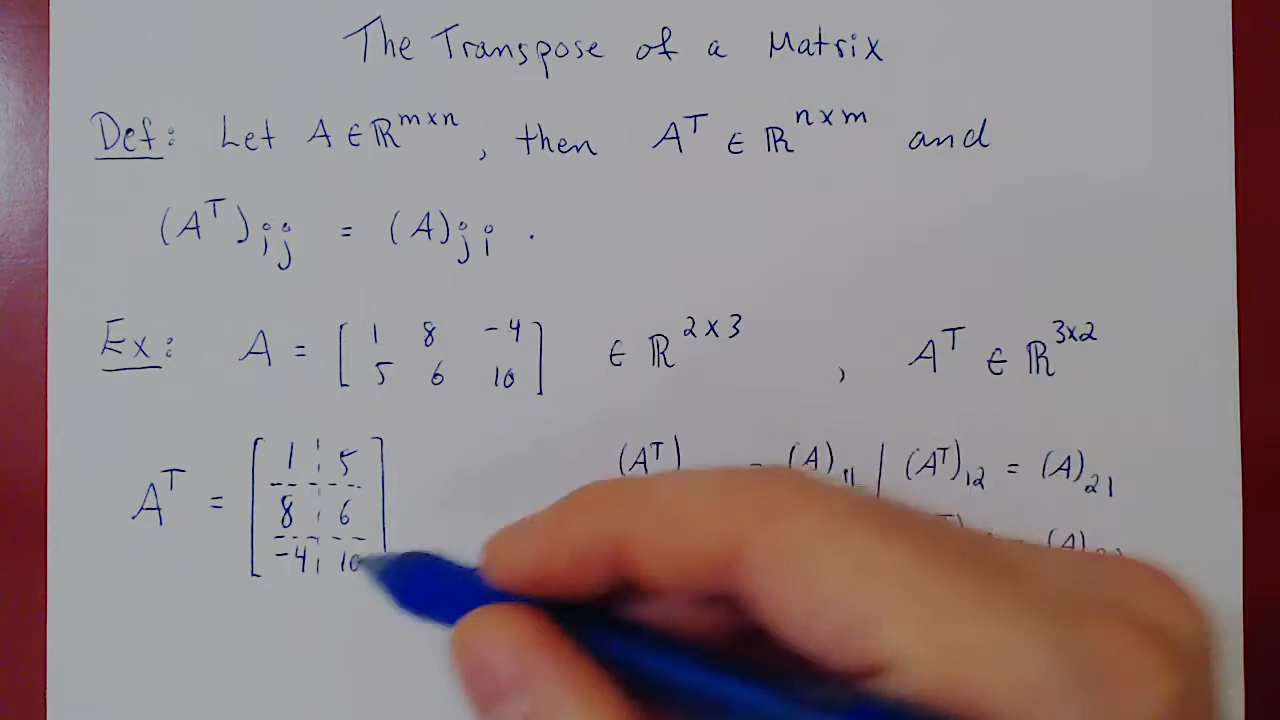 The Transpose of a Matrix
Def: Let A ∈ ℝ^{m×n}, then A^T ∈ ℝ^{n×m} and
(A^T)_{ij} = (A)_{ji}.
Ex: A = [1 8 -4; 5 6 10] ∈ ℝ^{2×3}, A^T ∈ ℝ^{3×2}
A^T = [1 5; 8 6; -4 10] (A^T) = (A)_{11} | (A^T)_{12} = (A)_{21}
= (A)